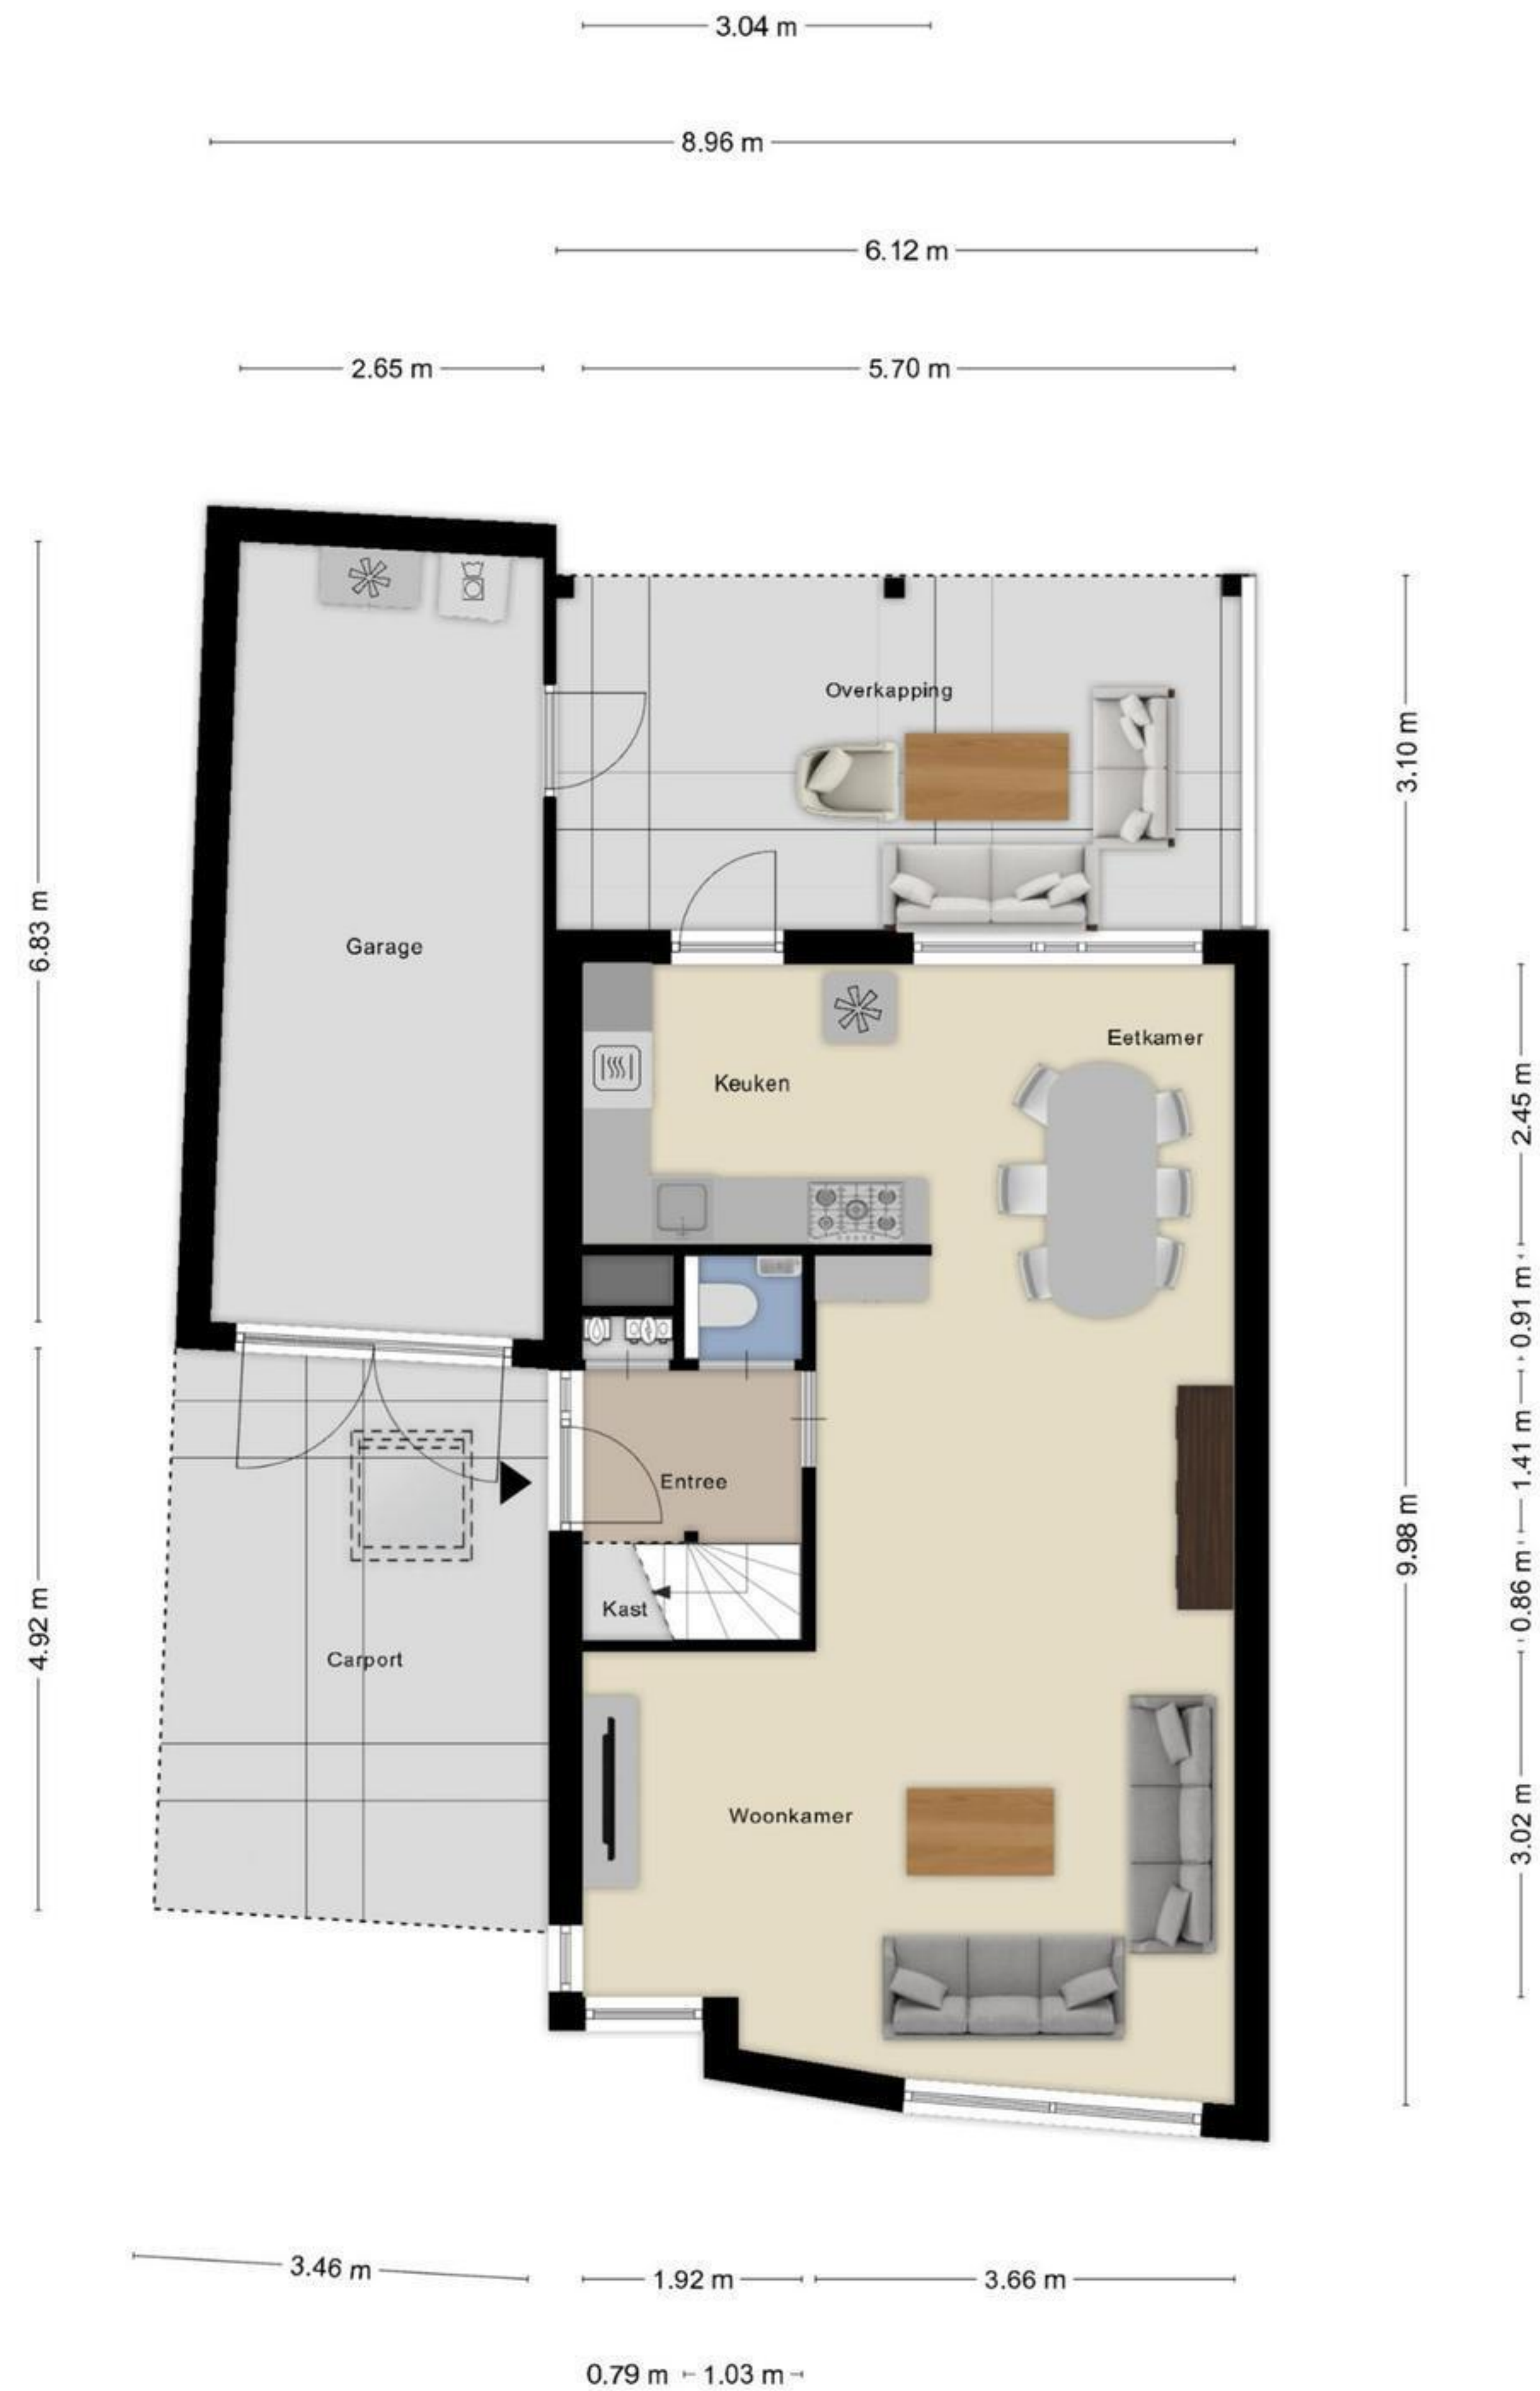 3.04 m
8.96 m
6.12 m
2.65 m
5.70 m
Overkapping
3.10 m
6.83 m
Garage
Eetkamer
Keuken
2.45 m
0.91 m
1.41 m
Entree
9.98 m
0.86 m
Kast
4.92 m
Carport
Woonkamer
3.02 m
3.46 m
1.92 m
3.66 m
0.79 m
1.03 m